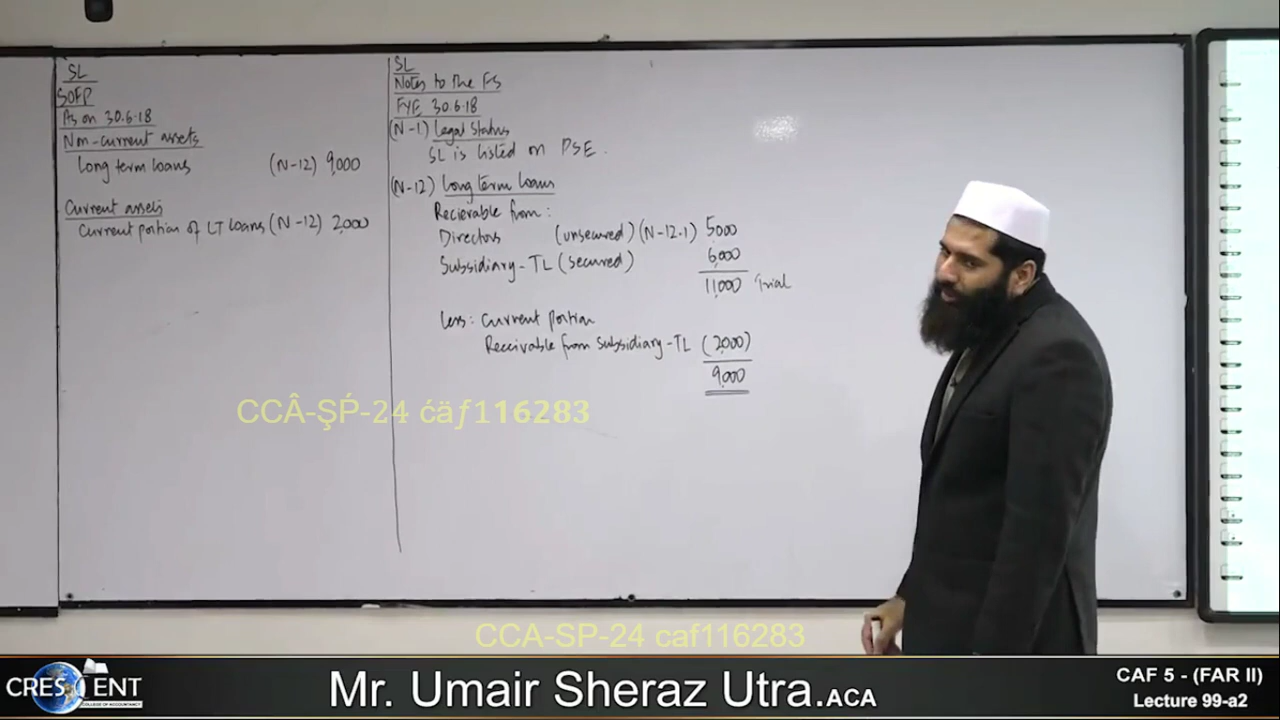 SL
SOFP
As on 30.6.18
Non-current assets
Long term loans (N-12) 9,000
Current assets
Current portion of LT loans (N-12) 2,000
SL
Notes to the FS
FYE 30.6.18
(N-1) Legal Status
SL is listed on PSE.
(N-12) Long term loans
Recievable from:
Directors (unsecured) (N-12.1) 5000
Subsidiary-TL (secured) 6,000
11,000 Trial
Less: Current portion
Receivable from Subsidiary-TL (2,000)
9,000
CCÂ-ŞṔ-24 ćäƒ116283
CCA-SP-24 caf116283
CRESCENT
COLLEGE OF ACCOUNTANCY
Mr. Umair Sheraz Utra.ACA
CAF 5 - (FAR II)
Lecture 99-a2